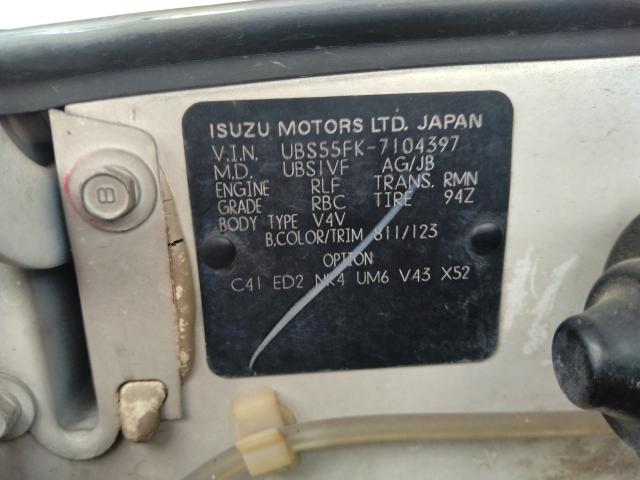 ISUZU MOTORS LTD. JAPAN
V.I.N. UBS55FK-7104397
M.D. UBS1VF AG/JB
ENGINE RLF TRANS. RMN
GRADE RBC TIRE 94Z
BODY TYPE V4V
B.COLOR/TRIM 811/123
OPTION
C41 ED2 NK4 UM6 V43 X52
8